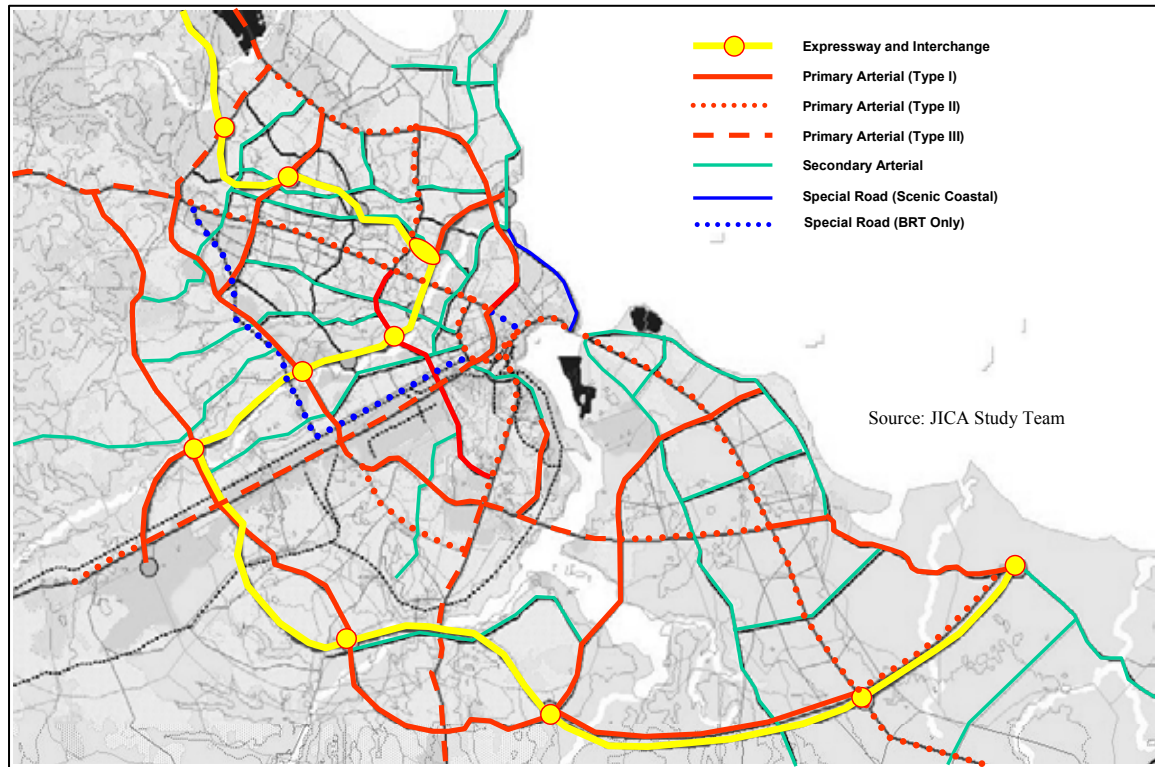 Expressway and Interchange
Primary Arterial (Type I)
Primary Arterial (Type II)
Primary Arterial (Type III)
Secondary Arterial
Special Road (Scenic Coastal)
Special Road (BRT Only)
Source: JICA Study Team